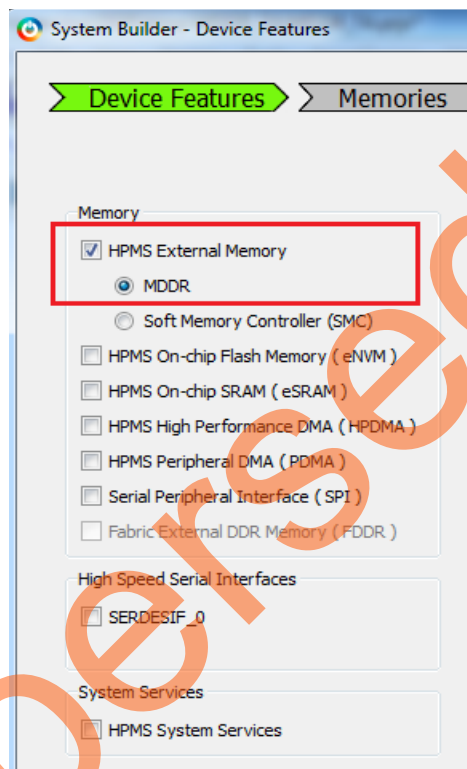 System Builder - Device Features
Device Features
Memories
Memory
HPMS External Memory
MDDR
Soft Memory Controller (SMC)
HPMS On-chip Flash Memory ( eNVM )
HPMS On-chip SRAM ( eSRAM )
HPMS High Performance DMA ( HPDMA )
HPMS Peripheral DMA ( PDMA )
Serial Peripheral Interface ( SPI )
Fabric External DDR Memory ( FDDR )
High Speed Serial Interfaces
SERDESIF_0
System Services
HPMS System Services